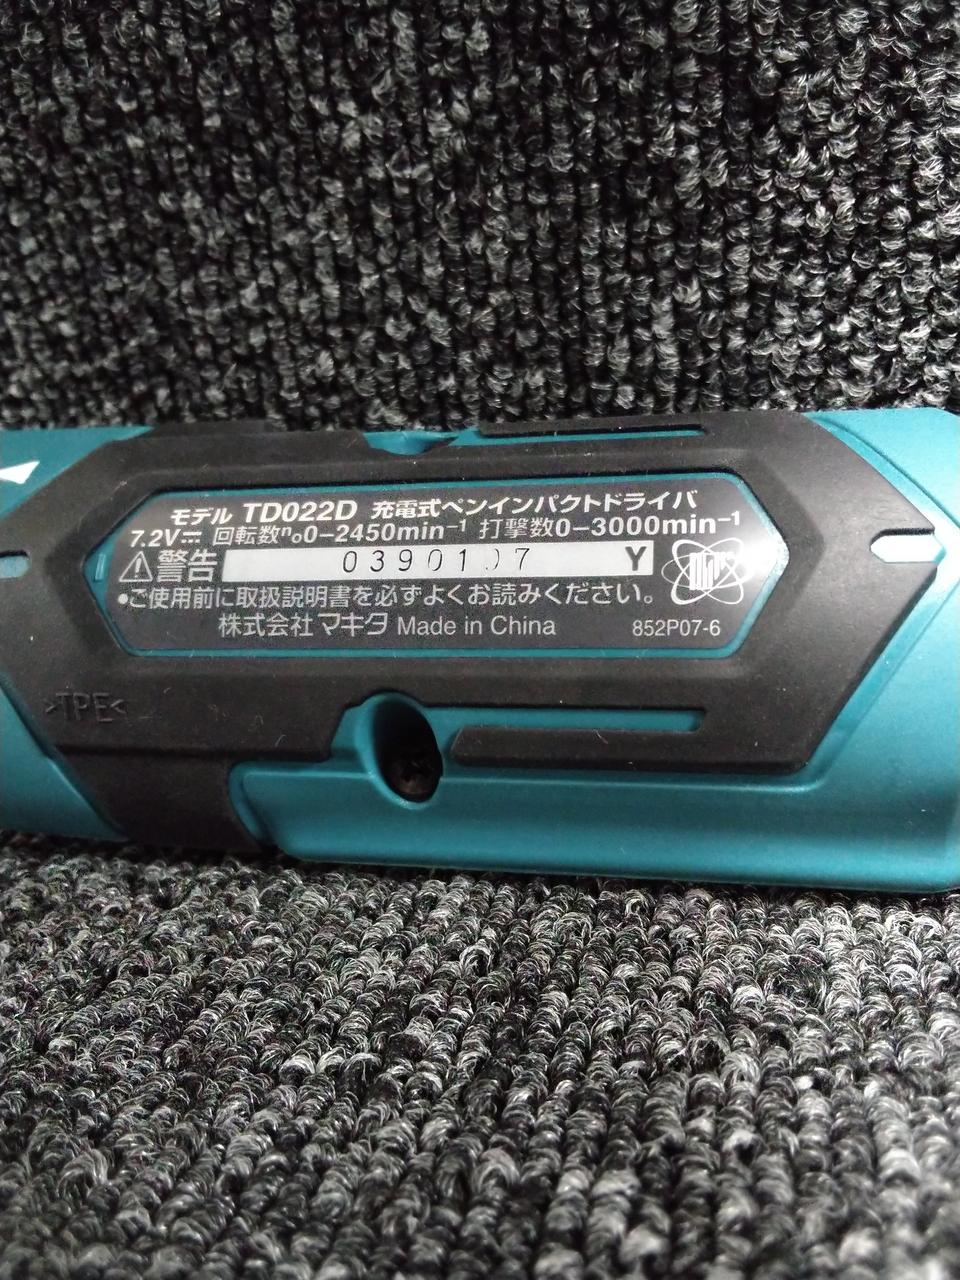 モデル TD022D 充電式ペンインパクトドライバ
7.2V⎓ 回転数n₀0-2450min⁻¹ 打撃数0-3000min⁻¹
⚠警告 Y
•ご使用前に取扱説明書を必ずよくお読みください。
株式会社マキタ Made in China 852P07-6
>TPE<